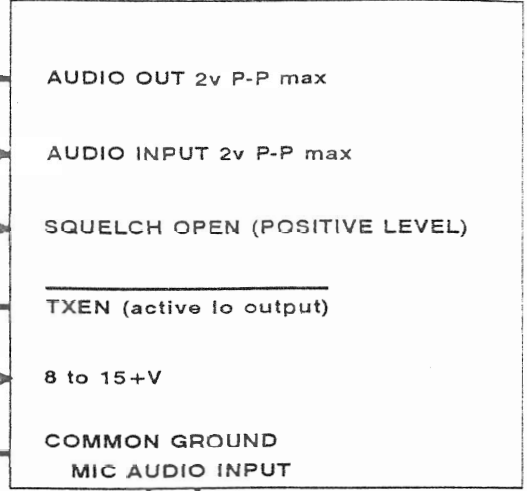 AUDIO OUT 2v P-P max
AUDIO INPUT 2v P-P max
SQUELCH OPEN (POSITIVE LEVEL)
TXEN (active lo output)
8 to 15+V
COMMON GROUND
MIC AUDIO INPUT